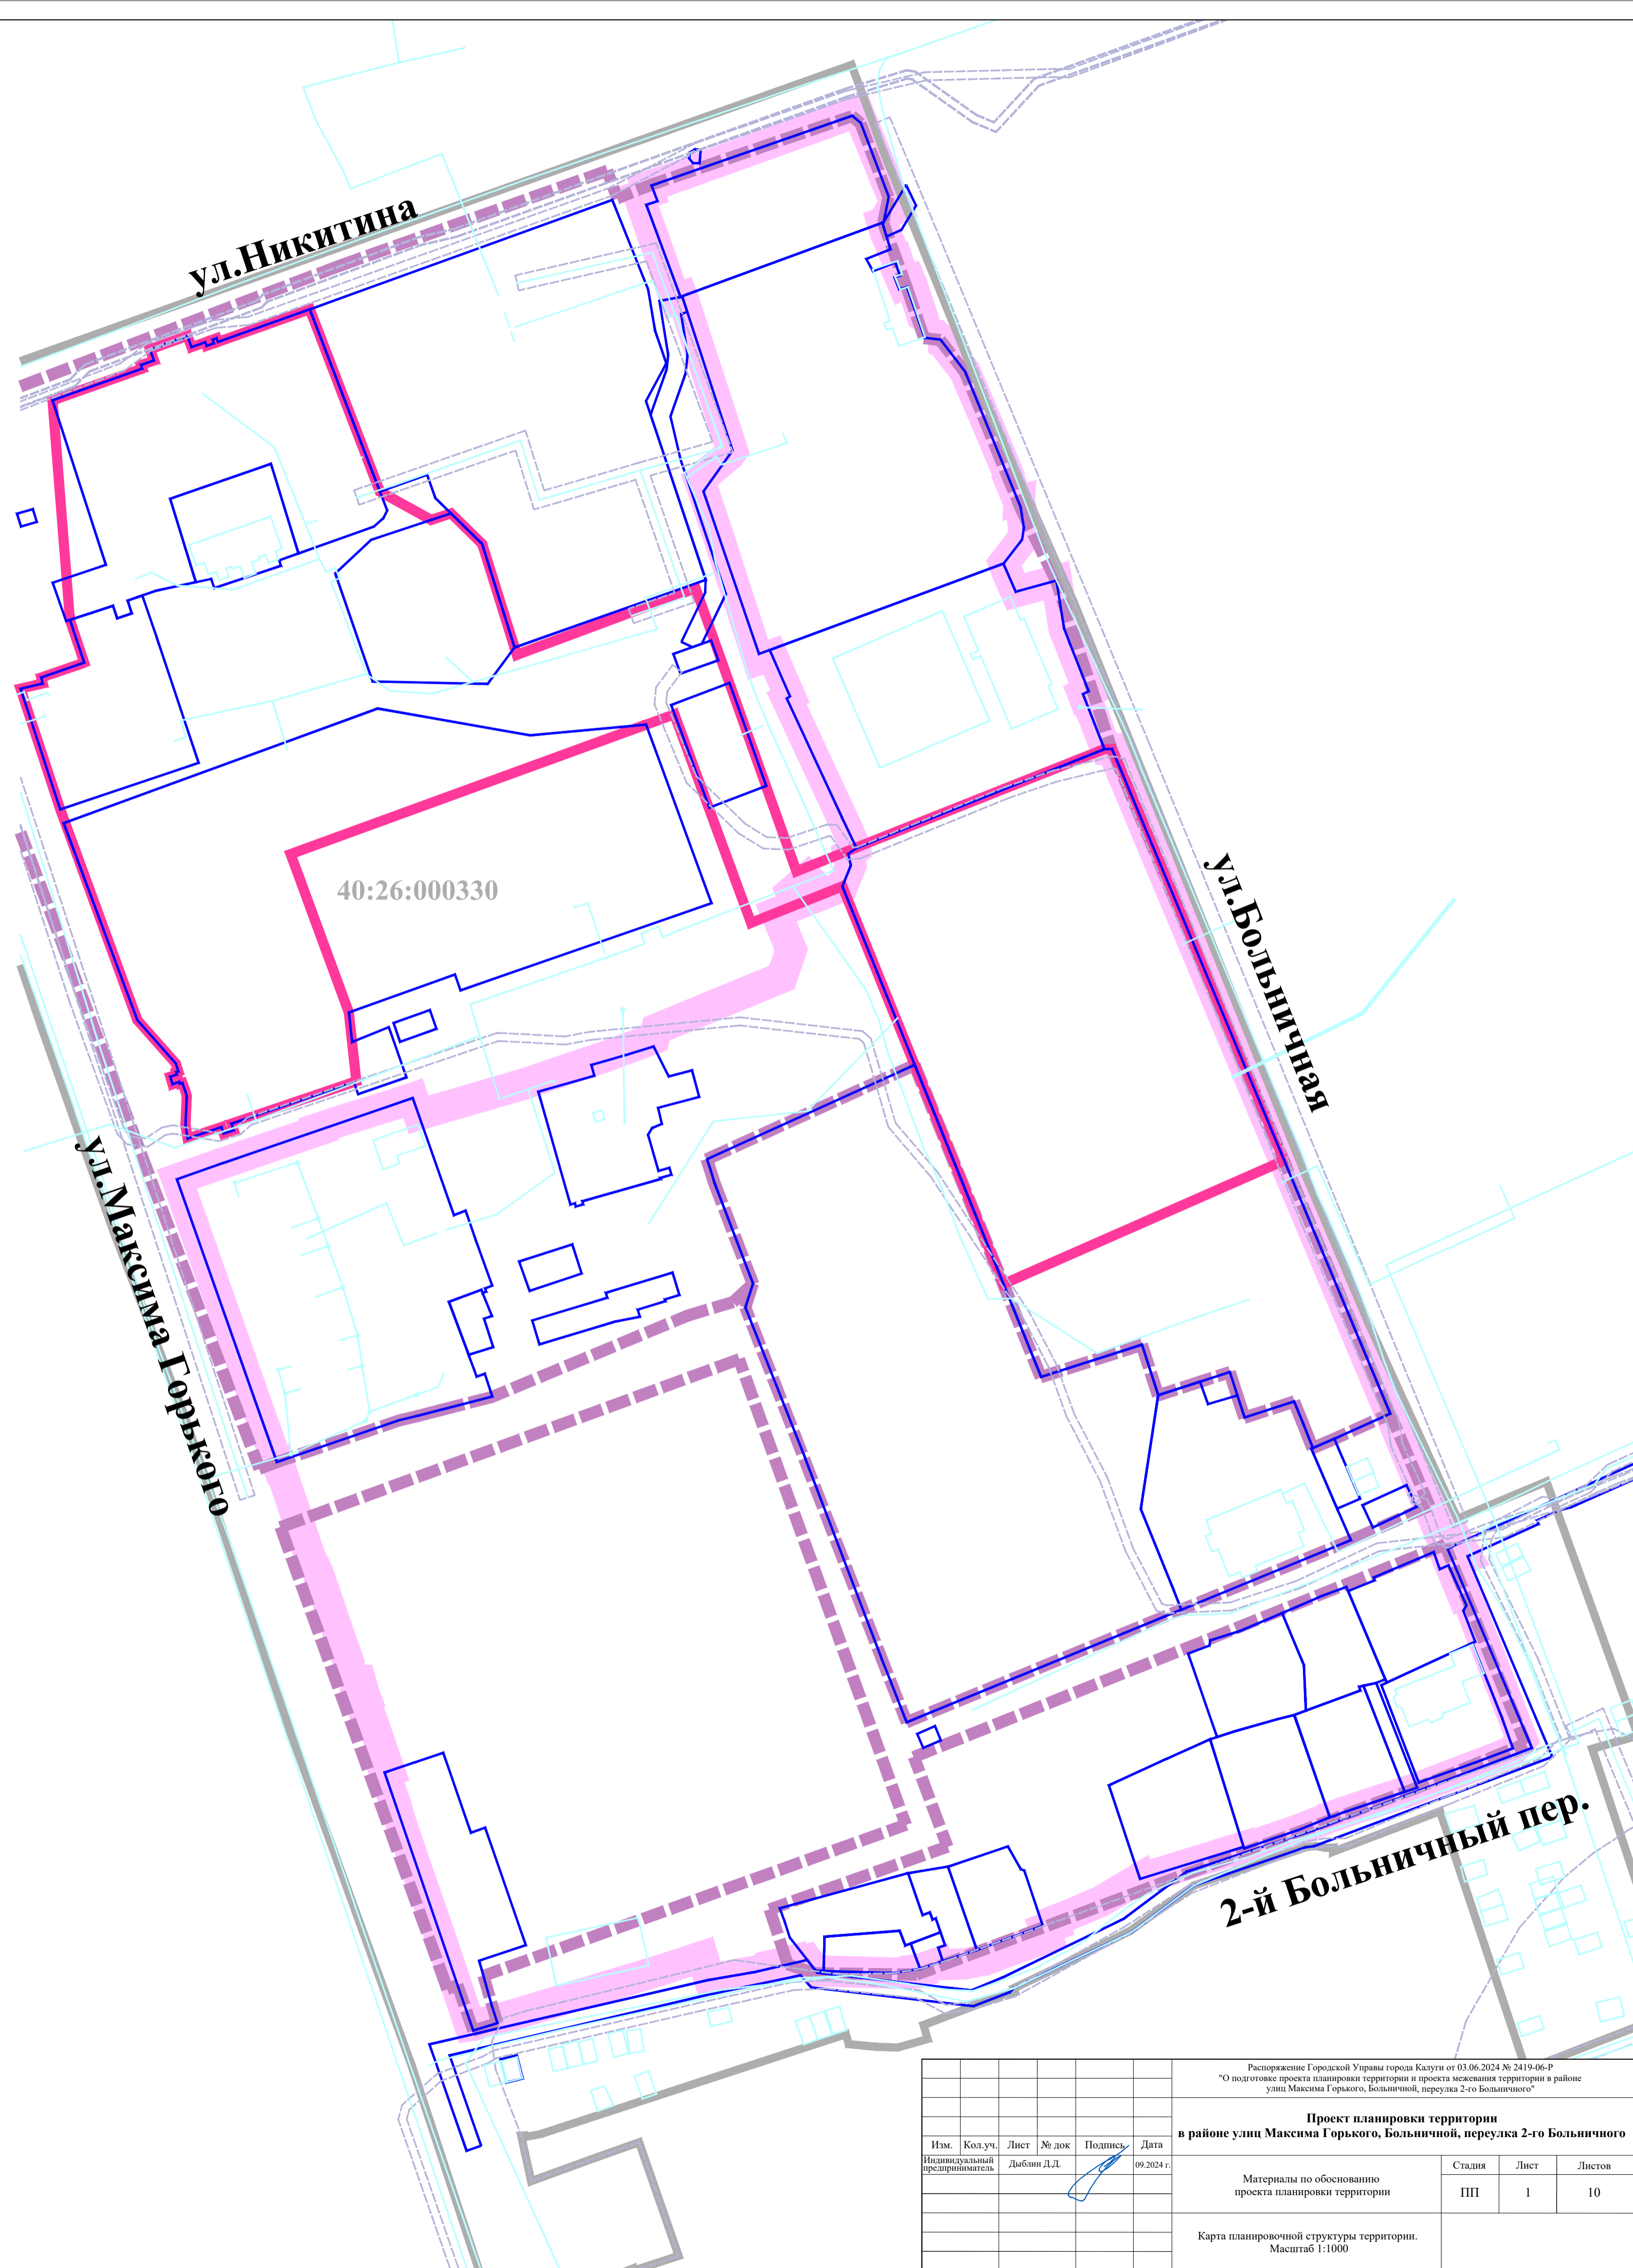 ул.Никитина
40:26:000330
ул.Больничная
ул.Максима Горького
2-й Больничный пер.
Распоряжение Городской Управы города Калуги от 03.06.2024 № 2419-06-Р
"О подготовке проекта планировки территории и проекта межевания территории в районе
улиц Максима Горького, Больничной, переулка 2-го Больничного"
Проект планировки территории
в районе улиц Максима Горького, Больничной, переулка 2-го Больничного
Изм. Кол.уч. Лист № док Подпись Дата
Индивидуальный
предприниматель
Дыблин Д.Д.
09.2024 г.
Материалы по обоснованию
проекта планировки территории
Стадия Лист Листов
ПП 1 10
Карта планировочной структуры территории.
Масштаб 1:1000